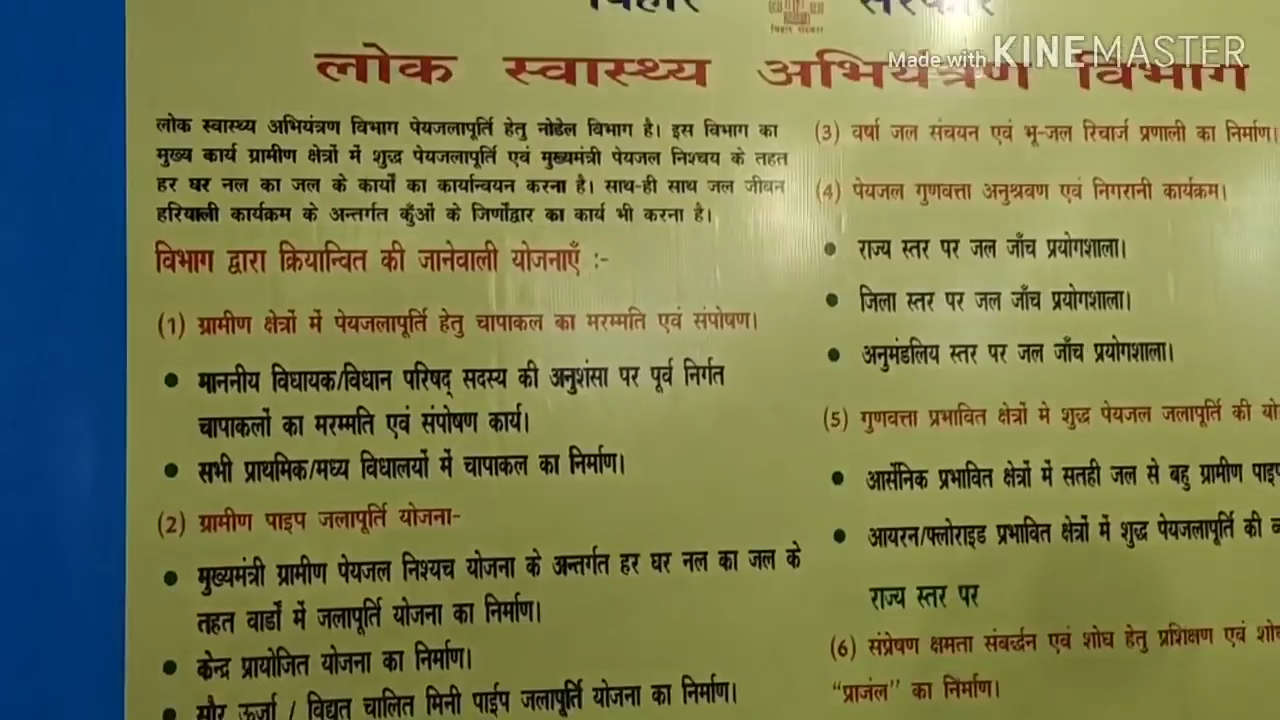 बिहार सरकार
बिहार सरकार
Made with KINEMASTER
लोक स्वास्थ्य अभियंत्रण विभाग
लोक स्वास्थ्य अभियंत्रण विभाग पेयजलापूर्ति हेतु नोडेल विभाग है। इस विभाग का
मुख्य कार्य ग्रामीण क्षेत्रों में शुद्ध पेयजलापूर्ति एवं मुख्यमंत्री पेयजल निश्चय के तहत
हर घर नल का जल के कार्यों का कार्यान्वयन करना है। साथ-ही साथ जल जीवन
हरियाली कार्यक्रम के अन्तर्गत कुँओं के जिर्णोद्वार का कार्य भी करना है।
विभाग द्वारा क्रियान्वित की जानेवाली योजनाएँ :-
(1) ग्रामीण क्षेत्रों में पेयजलापूर्ति हेतु चापाकल का मरम्मति एवं संपोषण।
• माननीय विधायक/विधान परिषद् सदस्य की अनुशंसा पर पूर्व निर्गत
चापाकलों का मरम्मति एवं संपोषण कार्य।
• सभी प्राथमिक/मध्य विधालयों में चापाकल का निर्माण।
(2) ग्रामीण पाइप जलापूर्ति योजना-
• मुख्यमंत्री ग्रामीण पेयजल निश्यच योजना के अन्तर्गत हर घर नल का जल के
तहत वार्डों में जलापूर्ति योजना का निर्माण।
• केन्द्र प्रायोजित योजना का निर्माण।
• सौर ऊर्जा / विद्युत चालित मिनी पाईप जलापूर्ति योजना का निर्माण।
(3) वर्षा जल संचयन एवं भू-जल रिचार्ज प्रणाली का निर्माण।
(4) पेयजल गुणवत्ता अनुश्रवण एवं निगरानी कार्यक्रम।
• राज्य स्तर पर जल जाँच प्रयोगशाला।
• जिला स्तर पर जल जाँच प्रयोगशाला।
• अनुमंडलिय स्तर पर जल जाँच प्रयोगशाला।
(5) गुणवत्ता प्रभावित क्षेत्रों मे शुद्ध पेयजल जलापूर्ति की
• आर्सेनिक प्रभावित क्षेत्रों में सतही जल से बहु ग्रामीण पाइप
• आयरन/फ्लोराइड प्रभावित क्षेत्रों में शुद्ध पेयजलापूर्ति की
राज्य स्तर पर
(6) संप्रेषण क्षमता संबर्द्धन एवं शोघ हेतु प्रशिक्षण एवं
“प्राजंल” का निर्माण।